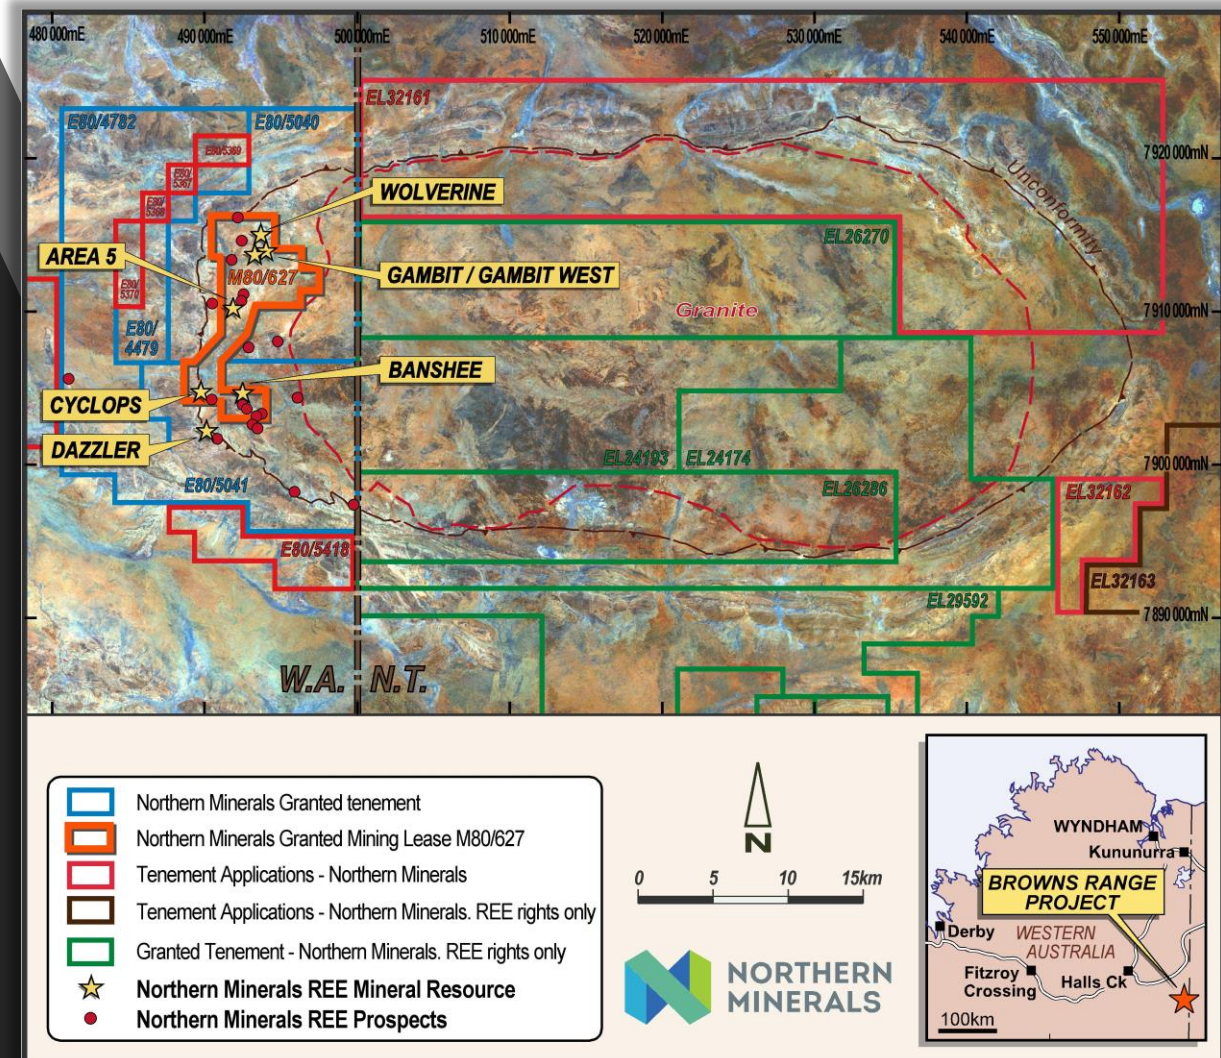 480 000mE
490 000mE
500 000mE
510 000mE
520 000mE
530 000mE
540 000mE
550 000mE
EL32161
E80/4782
E80/5040
E80/5369
E80/
5367
7 920 000mN
Unconformity
WOLVERINE
EL26270
AREA 5
GAMBIT / GAMBIT WEST
M80/627
E80/
5370
Granite
7 910 000mN
E80/
4479
BANSHEE
CYCLOPS
DAZZLER
EL24193
EL24174
7 900 000mN
E80/5041
EL26286
EL32162
E80/5418
EL32163
EL29592
7 890 000mN
W.A.
N.T.
Northern Minerals Granted tenement
Northern Minerals Granted Mining Lease M80/627
Tenement Applications - Northern Minerals
Tenement Applications - Northern Minerals. REE rights only
Granted Tenement - Northern Minerals. REE rights only
Northern Minerals REE Mineral Resource
Northern Minerals REE Prospects
N
0
5
10
15km
NORTHERN
MINERALS
WYNDHAM
Kununurra
BROWNS RANGE
PROJECT
Derby
WESTERN
AUSTRALIA
Fitzroy
Crossing
Halls Ck
100km